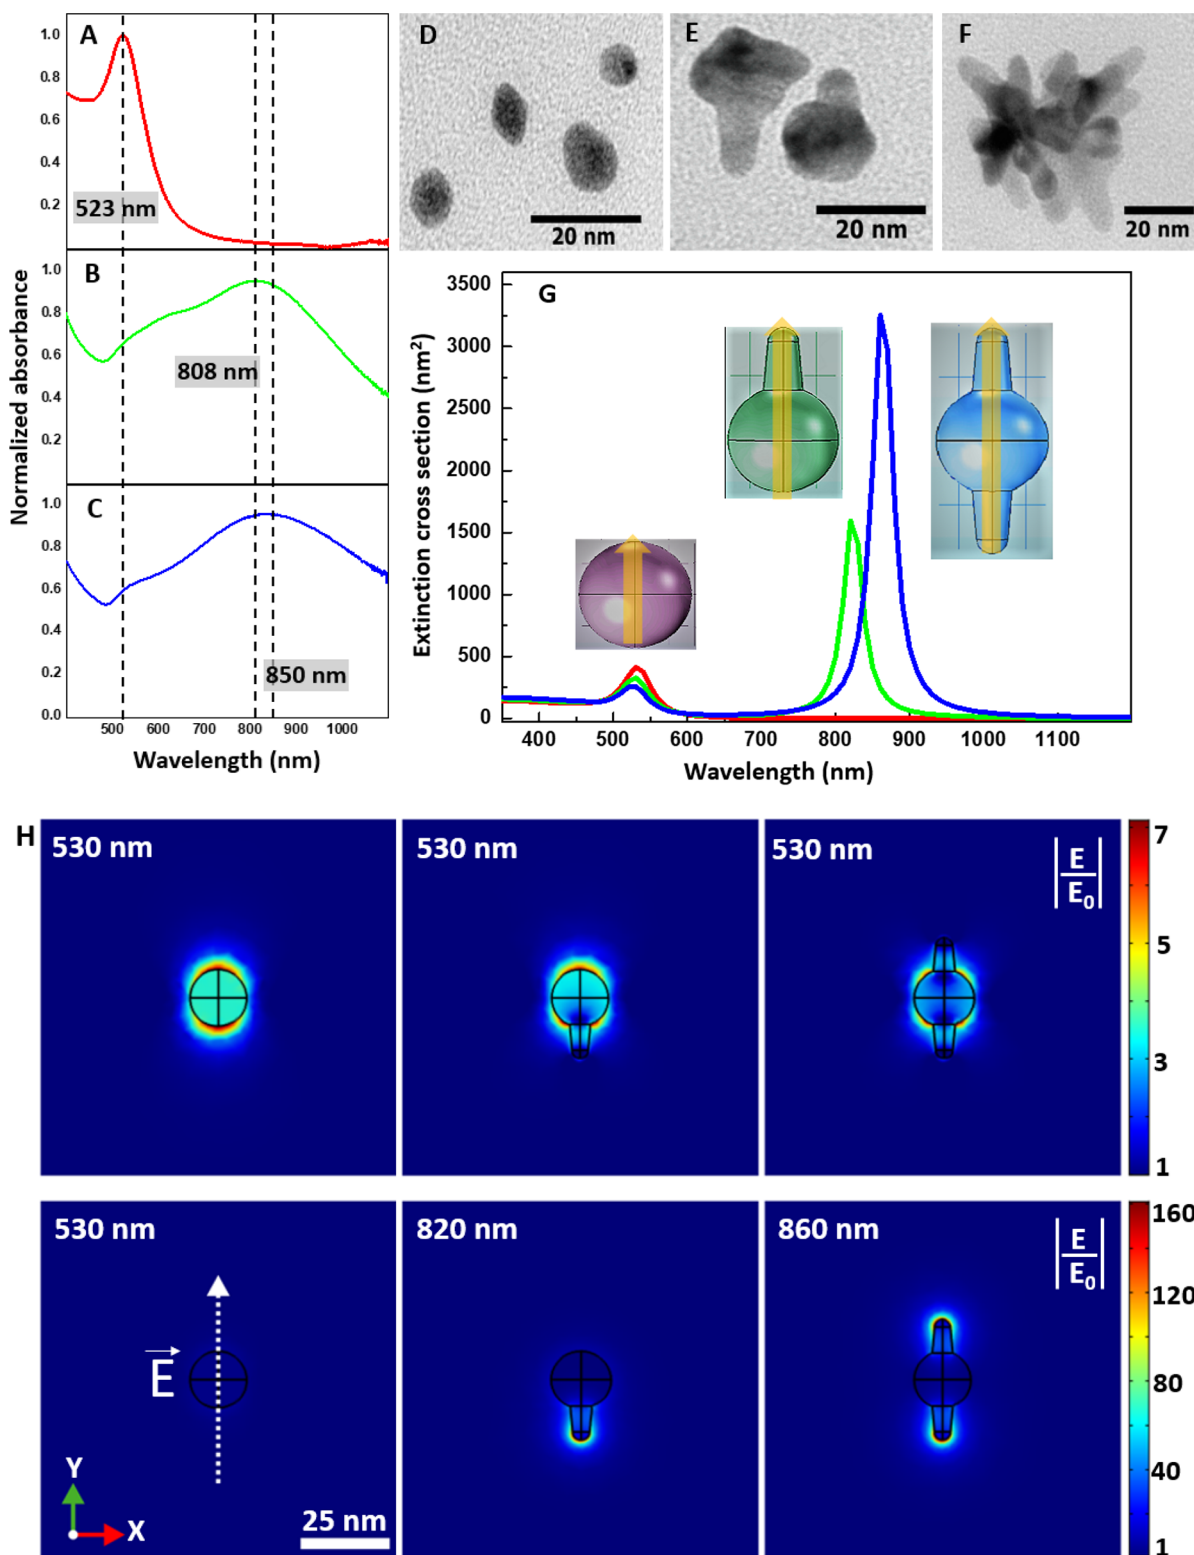 A
1.0
0.8
0.6
0.4
0.2
523 nm
B
1.0
0.8
0.6
0.4
0.2
808 nm
C
1.0
0.8
0.6
0.4
0.2
0.0
850 nm
500 600 700 800 900 1000
Wavelength (nm)
Normalized absorbance
D
20 nm
E
20 nm
F
20 nm
G
3500
3000
2500
2000
1500
1000
500
0
400 500 600 700 800 900 1000 1100
Wavelength (nm)
Extinction cross section (nm²)
H
530 nm
530 nm
530 nm
|E/E₀|
7
5
3
1
530 nm
E
Y
X
25 nm
820 nm
860 nm
|E/E₀|
160
120
80
40
1